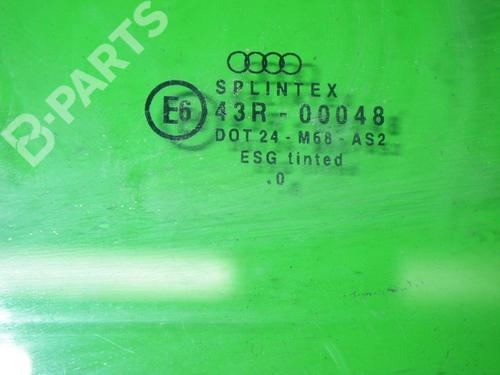 B-PARTS
SPLINTEX
E6 43R - 00048
DOT 24 - M68 - AS2
ESG tinted
.0